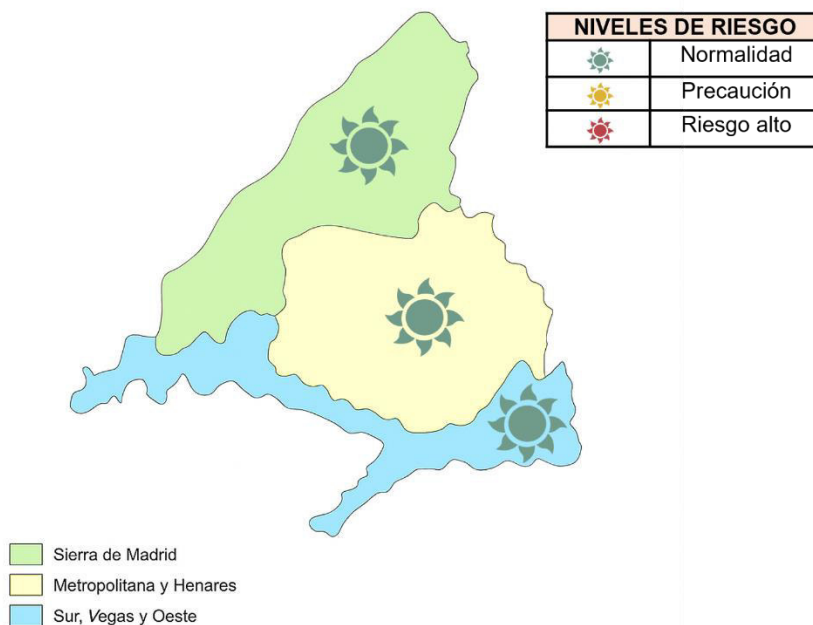 NIVELES DE RIESGO
Normalidad
Precaución
Riesgo alto
Sierra de Madrid
Metropolitana y Henares
Sur, Vegas y Oeste